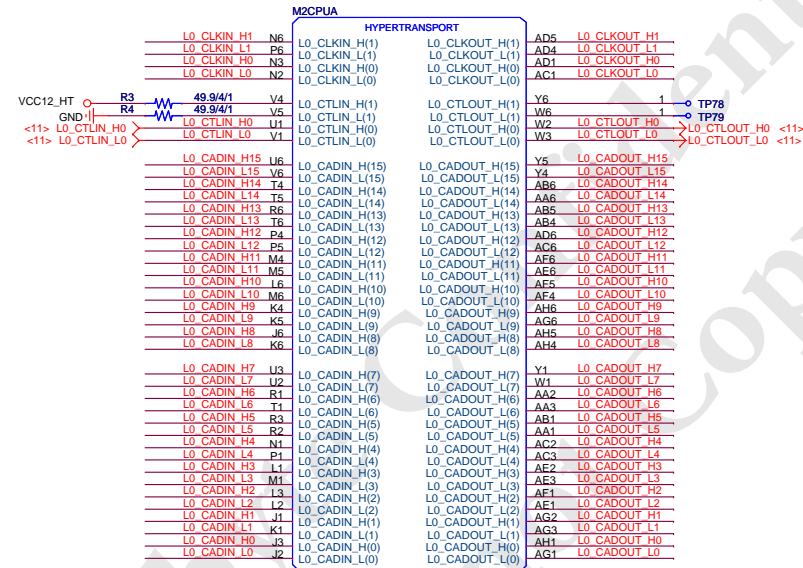 M2CPUA
HYPERTRANSPORT
L0_CLKIN_H1 N6 L0_CLKIN_H(1) L0_CLKOUT_H(1) AD5 L0_CLKOUT_H1
L0_CLKIN_L1 P6 L0_CLKIN_L(1) L0_CLKOUT_L(1) AD4 L0_CLKOUT_L1
L0_CLKIN_H0 N3 L0_CLKIN_H(0) L0_CLKOUT_H(0) AD1 L0_CLKOUT_H0
L0_CLKIN_L0 N2 L0_CLKIN_L(0) L0_CLKOUT_L(0) AC1 L0_CLKOUT_L0
VCC12_HT R3 49.9/4/1 V4 L0_CTLIN_H(1) L0_CTLOUT_H(1) Y6 1 TP78
GND R4 49.9/4/1 V5 L0_CTLIN_L(1) L0_CTLOUT_L(1) W6 1 TP79
<11> L0_CTLIN_H0 L0_CTLIN_H0 U1 L0_CTLIN_H(0) L0_CTLOUT_H(0) W2 L0_CTLOUT_H0 L0_CTLOUT_H0 <11>
<11> L0_CTLIN_L0 L0_CTLIN_L0 V1 L0_CTLIN_L(0) L0_CTLOUT_L(0) W3 L0_CTLOUT_L0 L0_CTLOUT_L0 <11>
L0_CADIN_H15 U6 L0_CADIN_H(15) L0_CADOUT_H(15) Y5 L0_CADOUT_H15
L0_CADIN_L15 V6 L0_CADIN_L(15) L0_CADOUT_L(15) Y4 L0_CADOUT_L15
L0_CADIN_H14 T4 L0_CADIN_H(14) L0_CADOUT_H(14) AB6 L0_CADOUT_H14
L0_CADIN_L14 T5 L0_CADIN_L(14) L0_CADOUT_L(14) AA6 L0_CADOUT_L14
L0_CADIN_H13 R6 L0_CADIN_H(13) L0_CADOUT_H(13) AB5 L0_CADOUT_H13
L0_CADIN_L13 T6 L0_CADIN_L(13) L0_CADOUT_L(13) AB4 L0_CADOUT_L13
L0_CADIN_H12 P4 L0_CADIN_H(12) L0_CADOUT_H(12) AD6 L0_CADOUT_H12
L0_CADIN_L12 P5 L0_CADIN_L(12) L0_CADOUT_L(12) AC6 L0_CADOUT_L12
L0_CADIN_H11 M4 L0_CADIN_H(11) L0_CADOUT_H(11) AF6 L0_CADOUT_H11
L0_CADIN_L11 M5 L0_CADIN_L(11) L0_CADOUT_L(11) AE6 L0_CADOUT_L11
L0_CADIN_H10 L6 L0_CADIN_H(10) L0_CADOUT_H(10) AF5 L0_CADOUT_H10
L0_CADIN_L10 M6 L0_CADIN_L(10) L0_CADOUT_L(10) AF4 L0_CADOUT_L10
L0_CADIN_H9 K4 L0_CADIN_H(9) L0_CADOUT_H(9) AH6 L0_CADOUT_H9
L0_CADIN_L9 K5 L0_CADIN_L(9) L0_CADOUT_L(9) AG6 L0_CADOUT_L9
L0_CADIN_H8 J6 L0_CADIN_H(8) L0_CADOUT_H(8) AH5 L0_CADOUT_H8
L0_CADIN_L8 K6 L0_CADIN_L(8) L0_CADOUT_L(8) AH4 L0_CADOUT_L8
L0_CADIN_H7 U3 L0_CADIN_H(7) L0_CADOUT_H(7) Y1 L0_CADOUT_H7
L0_CADIN_L7 U2 L0_CADIN_L(7) L0_CADOUT_L(7) W1 L0_CADOUT_L7
L0_CADIN_H6 R1 L0_CADIN_H(6) L0_CADOUT_H(6) AA2 L0_CADOUT_H6
L0_CADIN_L6 T1 L0_CADIN_L(6) L0_CADOUT_L(6) AA3 L0_CADOUT_L6
L0_CADIN_H5 R3 L0_CADIN_H(5) L0_CADOUT_H(5) AB1 L0_CADOUT_H5
L0_CADIN_L5 R2 L0_CADIN_L(5) L0_CADOUT_L(5) AA1 L0_CADOUT_L5
L0_CADIN_H4 N1 L0_CADIN_H(4) L0_CADOUT_H(4) AC2 L0_CADOUT_H4
L0_CADIN_L4 P1 L0_CADIN_L(4) L0_CADOUT_L(4) AC3 L0_CADOUT_L4
L0_CADIN_H3 L1 L0_CADIN_H(3) L0_CADOUT_H(3) AE2 L0_CADOUT_H3
L0_CADIN_L3 M1 L0_CADIN_L(3) L0_CADOUT_L(3) AE3 L0_CADOUT_L3
L0_CADIN_H2 L3 L0_CADIN_H(2) L0_CADOUT_H(2) AF1 L0_CADOUT_H2
L0_CADIN_L2 L2 L0_CADIN_L(2) L0_CADOUT_L(2) AE1 L0_CADOUT_L2
L0_CADIN_H1 J1 L0_CADIN_H(1) L0_CADOUT_H(1) AG2 L0_CADOUT_H1
L0_CADIN_L1 K1 L0_CADIN_L(1) L0_CADOUT_L(1) AG3 L0_CADOUT_L1
L0_CADIN_H0 J3 L0_CADIN_H(0) L0_CADOUT_H(0) AH1 L0_CADOUT_H0
L0_CADIN_L0 J2 L0_CADIN_L(0) L0_CADOUT_L(0) AG1 L0_CADOUT_L0